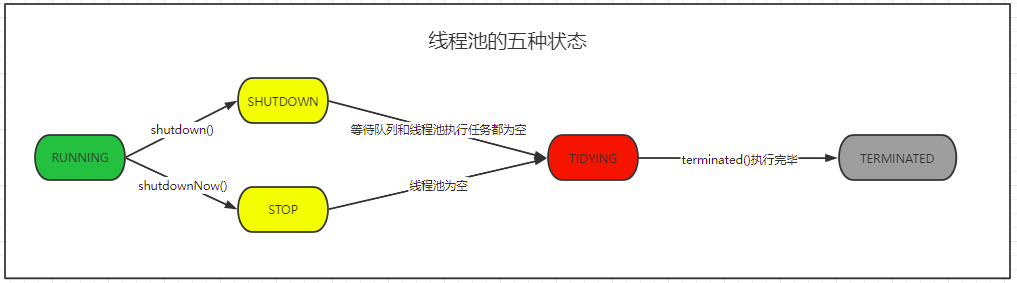 线程池的五种状态
SHUTDOWN
shutdown()
等待队列和线程池执行任务都为空
RUNNING
TIDYING
terminated()执行完毕
TERMINATED
shutdownNow()
线程池为空
STOP